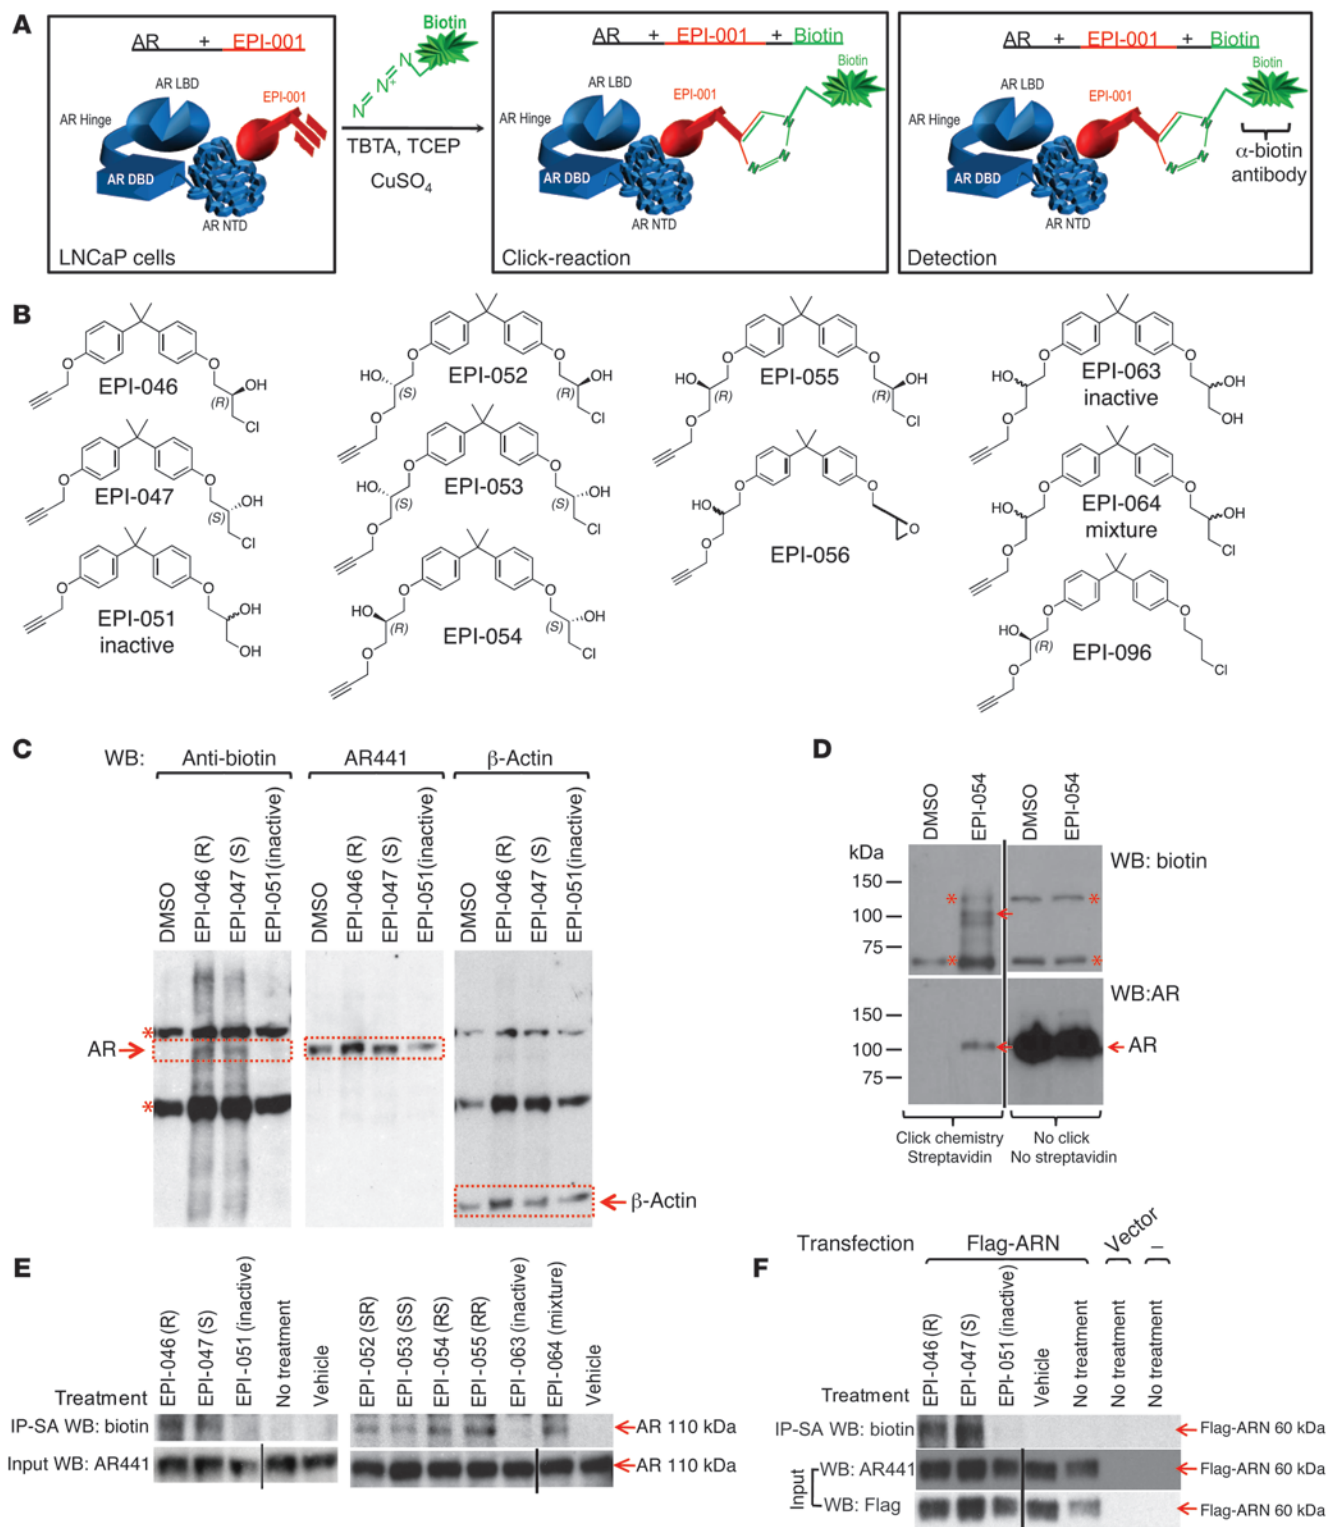 A
AR + EPI-001
AR LBD
EPI-001
AR Hinge
AR DBD
AR NTD
LNCaP cells
Biotin
N=N+=N
TBTA, TCEP
CuSO4
AR + EPI-001 + Biotin
Biotin
AR LBD
EPI-001
AR Hinge
N
N
N
AR DBD
AR NTD
Click-reaction
AR + EPI-001 + Biotin
Biotin
AR LBD
EPI-001
AR Hinge
N
N
N
AR DBD
α-biotin
antibody
AR NTD
Detection
B
O
O
OH
(R)
Cl
EPI-046
O
O
OH
(S)
Cl
EPI-047
O
O
OH
OH
EPI-051
inactive
O
O
HO
(S)
O
OH
(R)
Cl
EPI-052
O
O
HO
(S)
O
OH
(S)
Cl
EPI-053
O
O
HO
(R)
O
OH
(S)
Cl
EPI-054
O
O
HO
(R)
O
OH
(R)
Cl
EPI-055
O
O
HO
O
O
EPI-056
O
O
HO
O
OH
OH
EPI-063
inactive
O
O
HO
O
OH
Cl
EPI-064
mixture
O
O
HO
(R)
O
Cl
EPI-096
C
WB: Anti-biotin AR441 β-Actin
DMSO
EPI-046 (R)
EPI-047 (S)
EPI-051(inactive)
DMSO
EPI-046 (R)
EPI-047 (S)
EPI-051(inactive)
DMSO
EPI-046 (R)
EPI-047 (S)
EPI-051(inactive)
*
AR
*
β-Actin
D
DMSO
EPI-054
DMSO
EPI-054
kDa
150
100
75
* *
* *
WB: biotin
WB:AR
150
100
75
AR
Click chemistry
Streptavidin
No click
No streptavidin
E
Treatment
EPI-046 (R)
EPI-047 (S)
EPI-051 (inactive)
No treatment
Vehicle
EPI-052 (SR)
EPI-053 (SS)
EPI-054 (RS)
EPI-055 (RR)
EPI-063 (inactive)
EPI-064 (mixture)
Vehicle
IP-SA WB: biotin
AR 110 kDa
Input WB: AR441
AR 110 kDa
F
Transfection
Flag-ARN
Vector
–
Treatment
EPI-046 (R)
EPI-047 (S)
EPI-051 (inactive)
Vehicle
No treatment
No treatment
No treatment
IP-SA WB: biotin
Flag-ARN 60 kDa
Input
WB: AR441
Flag-ARN 60 kDa
WB: Flag
Flag-ARN 60 kDa